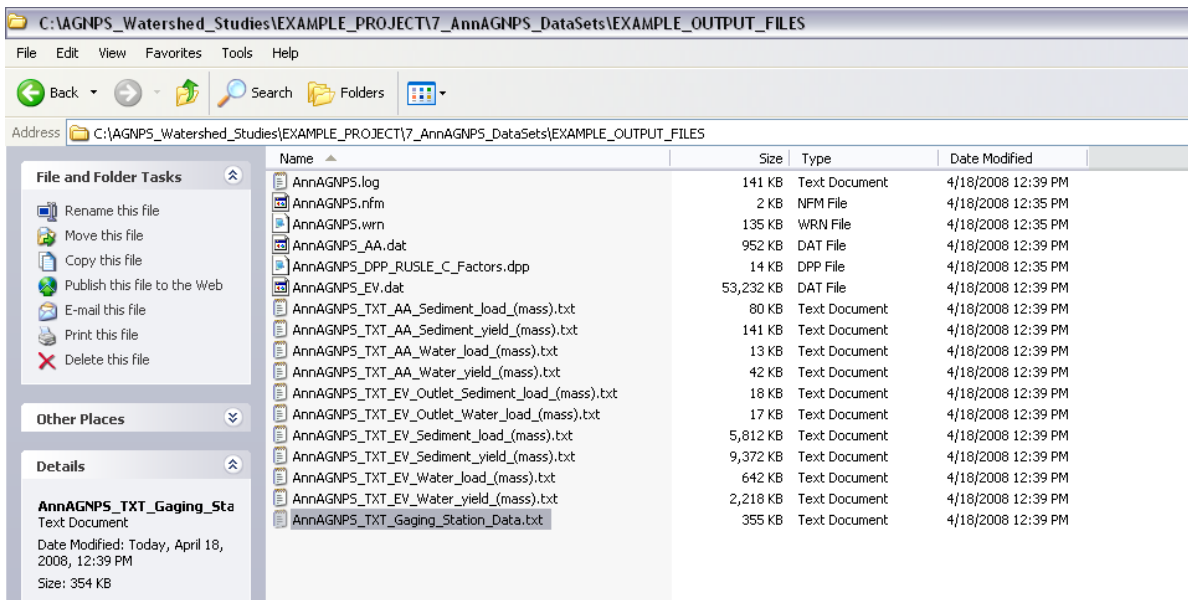 C:\AGNPS_Watershed_Studies\EXAMPLE_PROJECT\7_AnnAGNPS_DataSets\EXAMPLE_OUTPUT_FILES
File Edit View Favorites Tools Help
Back Search Folders
Address C:\AGNPS_Watershed_Studies\EXAMPLE_PROJECT\7_AnnAGNPS_DataSets\EXAMPLE_OUTPUT_FILES
File and Folder Tasks
Rename this file
Move this file
Copy this file
Publish this file to the Web
E-mail this file
Print this file
Delete this file
Other Places
Details
AnnAGNPS_TXT_Gaging_Sta
Text Document
Date Modified: Today, April 18,
2008, 12:39 PM
Size: 354 KB
Name Size Type Date Modified
AnnAGNPS.log 141 KB Text Document 4/18/2008 12:39 PM
AnnAGNPS.nfm 2 KB NFM File 4/18/2008 12:35 PM
AnnAGNPS.wrn 135 KB WRN File 4/18/2008 12:35 PM
AnnAGNPS_AA.dat 952 KB DAT File 4/18/2008 12:39 PM
AnnAGNPS_DPP_RUSLE_C_Factors.dpp 14 KB DPP File 4/18/2008 12:35 PM
AnnAGNPS_EV.dat 53,232 KB DAT File 4/18/2008 12:39 PM
AnnAGNPS_TXT_AA_Sediment_load_(mass).txt 80 KB Text Document 4/18/2008 12:39 PM
AnnAGNPS_TXT_AA_Sediment_yield_(mass).txt 141 KB Text Document 4/18/2008 12:39 PM
AnnAGNPS_TXT_AA_Water_load_(mass).txt 13 KB Text Document 4/18/2008 12:39 PM
AnnAGNPS_TXT_AA_Water_yield_(mass).txt 42 KB Text Document 4/18/2008 12:39 PM
AnnAGNPS_TXT_EV_Outlet_Sediment_load_(mass).txt 18 KB Text Document 4/18/2008 12:39 PM
AnnAGNPS_TXT_EV_Outlet_Water_load_(mass).txt 17 KB Text Document 4/18/2008 12:39 PM
AnnAGNPS_TXT_EV_Sediment_load_(mass).txt 5,812 KB Text Document 4/18/2008 12:39 PM
AnnAGNPS_TXT_EV_Sediment_yield_(mass).txt 9,372 KB Text Document 4/18/2008 12:39 PM
AnnAGNPS_TXT_EV_Water_load_(mass).txt 642 KB Text Document 4/18/2008 12:39 PM
AnnAGNPS_TXT_EV_Water_yield_(mass).txt 2,218 KB Text Document 4/18/2008 12:39 PM
AnnAGNPS_TXT_Gaging_Station_Data.txt 355 KB Text Document 4/18/2008 12:39 PM